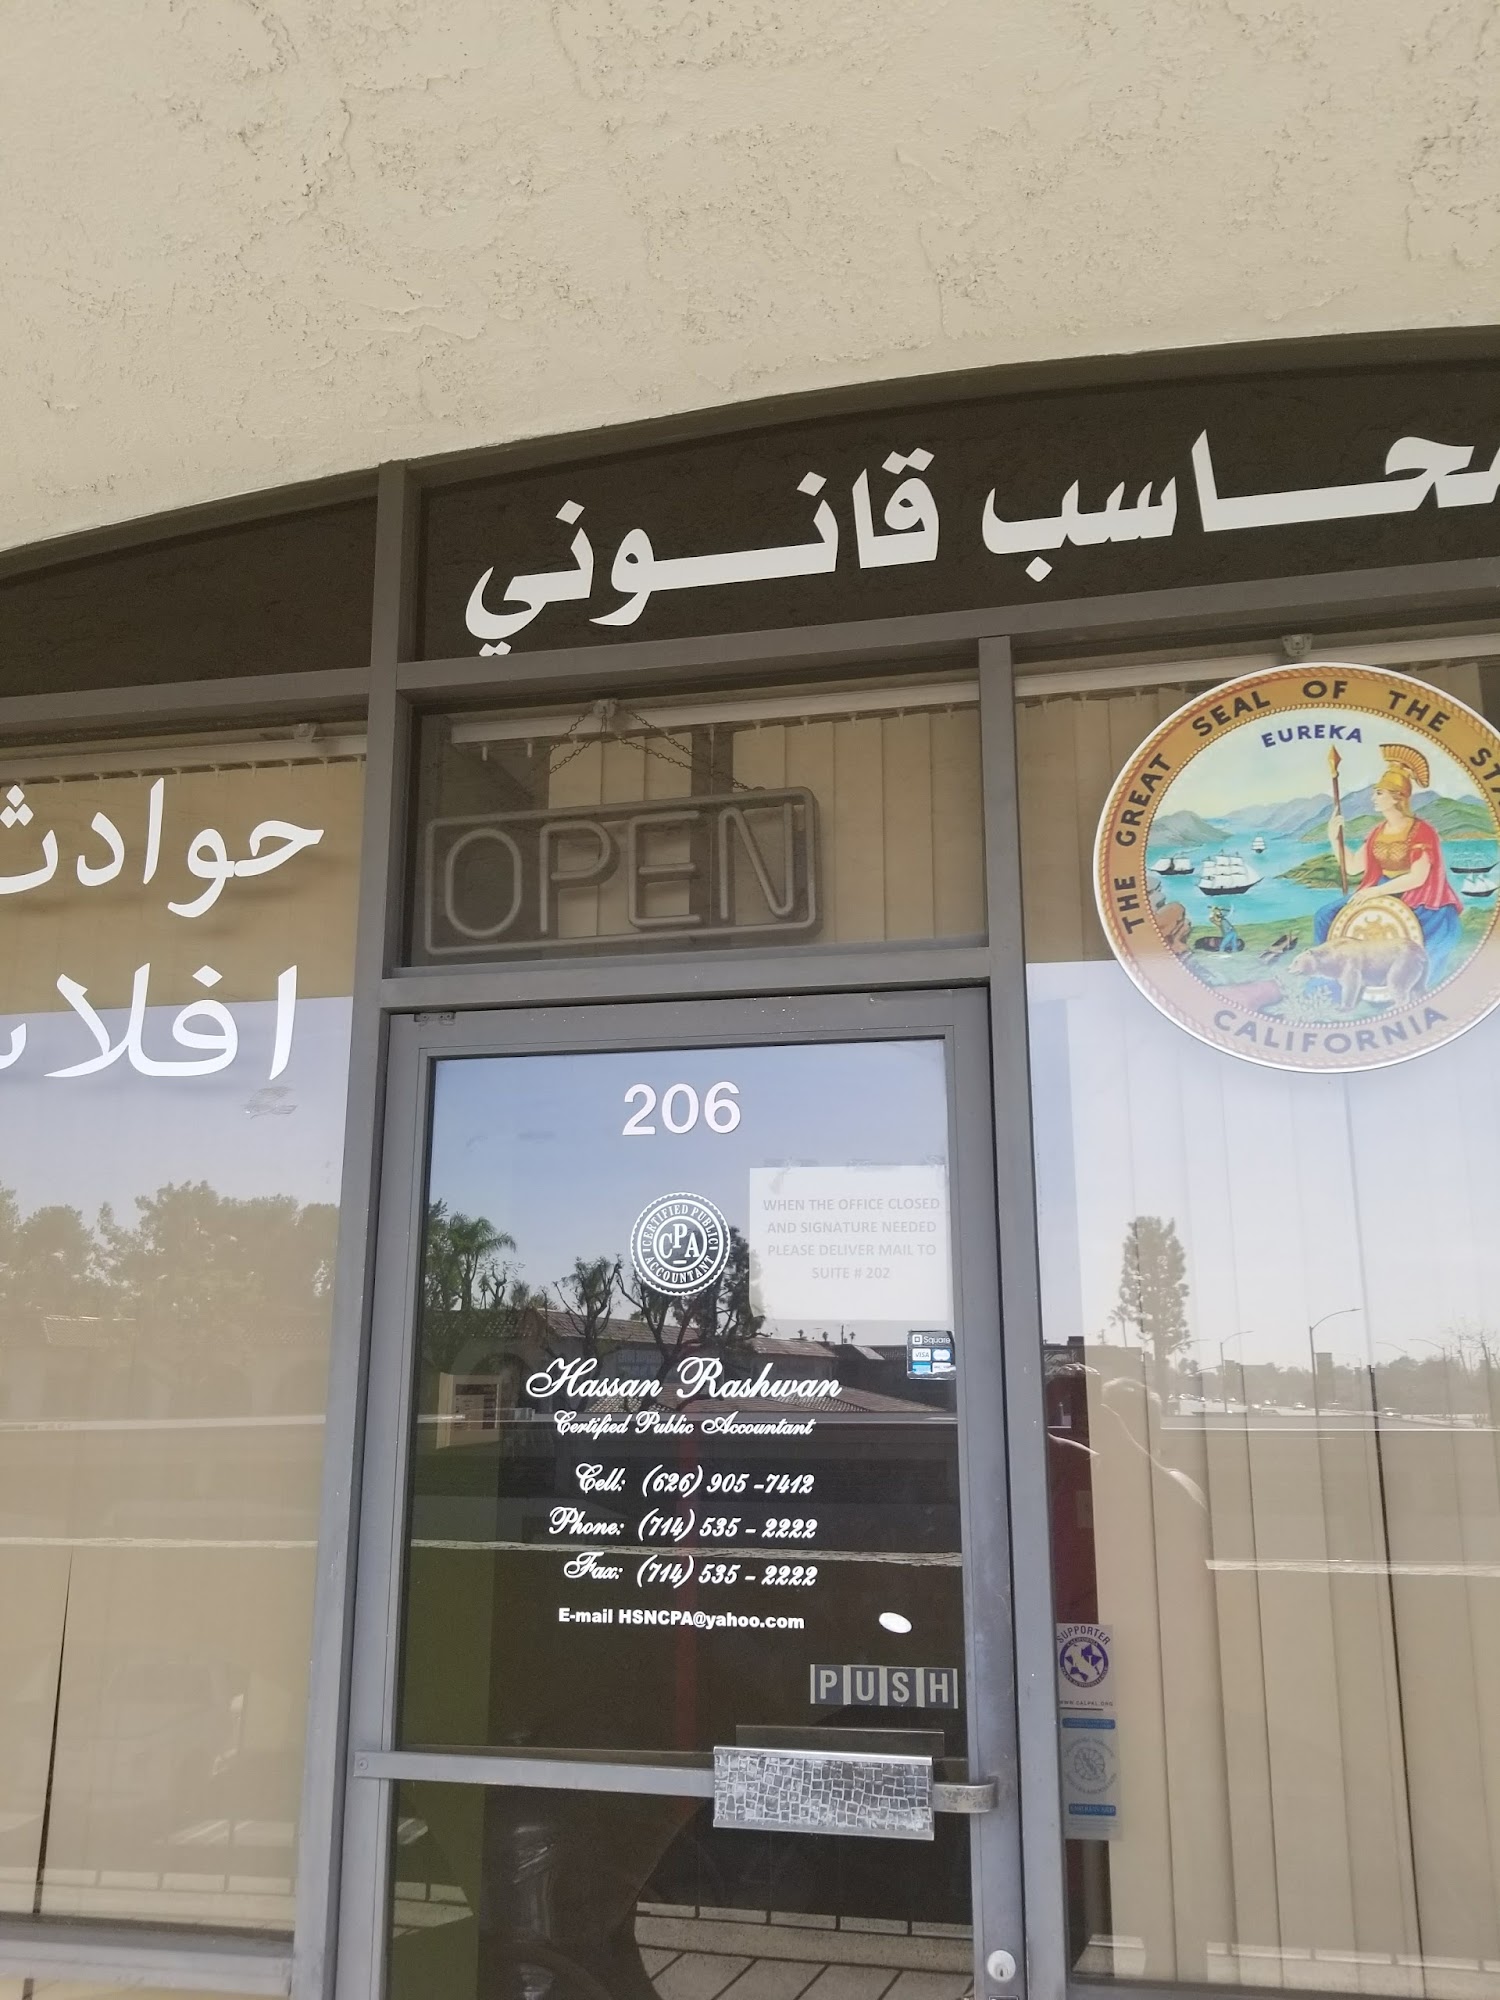 محاسب قانوني
حوادث
OPEN
THE GREAT SEAL OF THE
EUREKA
CALIFORNIA
206
CERTIFIED PUBLIC
CPA
ACCOUNTANT
WHEN THE OFFICE CLOSED
AND SIGNATURE NEEDED
PLEASE DELIVER MAIL TO
SUITE # 202
Square
VISA
Hassan Rashwan
Certified Public Accountant
Cell: (626) 905 -7412
Phone: (714) 535 - 2222
Fax: (714) 535 - 2222
E-mail HSNCPA@yahoo.com
PUSH
SUPPORTER